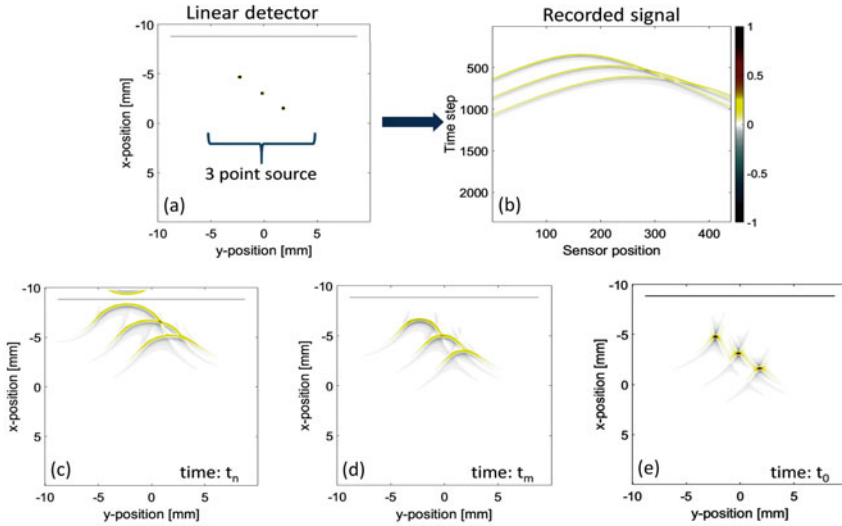 Linear detector
Recorded signal
-10
-5
0
5
x-position [mm]
(a)
3 point source
-10
-5
0
5
y-position [mm]
500
1000
1500
2000
Time step
(b)
100
200
300
400
Sensor position
1
0.5
0
-0.5
-1
-10
-5
0
5
x-position [mm]
(c)
time: tn
-10
-5
0
5
y-position [mm]
-10
-5
0
5
x-position [mm]
(d)
time: tm
-10
-5
0
5
y-position [mm]
-10
-5
0
5
x-position [mm]
(e)
time: t0
-10
-5
0
5
y-position [mm]